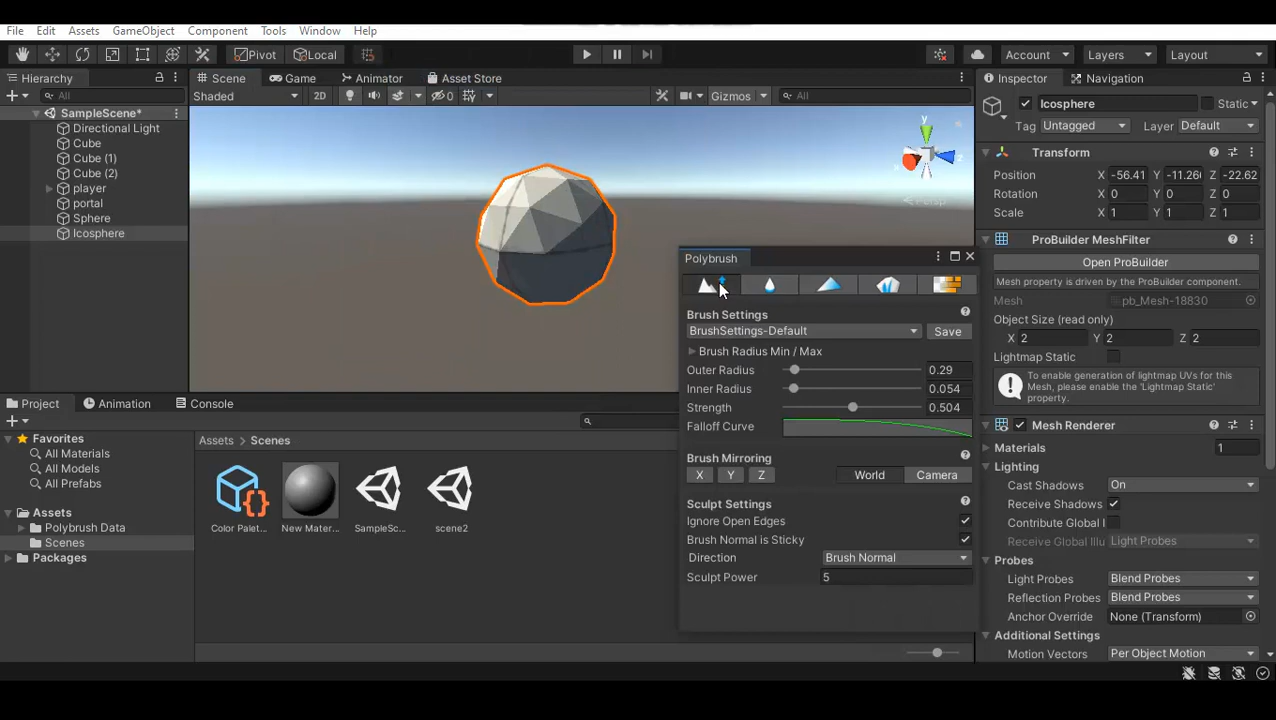 File Edit Assets GameObject Component Tools Window Help
Pivot Local Account Layers Layout
Hierarchy Scene Game Animator Asset Store Inspector Navigation
All Shaded 2D 0 Gizmos All Icosphere Static
SampleScene* Tag Untagged Layer Default
Directional Light
Cube
Cube (1)
Cube (2)
player
portal
Sphere
Icosphere
y
z
Persp
Transform
Position X -56.41 Y -11.26 Z -22.62
Rotation X 0 Y 0 Z 0
Scale X 1 Y 1 Z 1
ProBuilder MeshFilter
Open ProBuilder
Mesh property is driven by the ProBuilder component.
Mesh pb_Mesh-18830
Object Size (read only)
X 2 Y 2 Z 2
Lightmap Static
To enable generation of lightmap UVs for this
Mesh, please enable the 'Lightmap Static'
property.
Mesh Renderer
Materials 1
Lighting
Cast Shadows On
Receive Shadows
Contribute Global I
Receive Global Illu Light Probes
Probes
Light Probes Blend Probes
Reflection Probes Blend Probes
Anchor Override None (Transform)
Additional Settings
Motion Vectors Per Object Motion
Polybrush
Brush Settings
BrushSettings-Default Save
Brush Radius Min / Max
Outer Radius 0.29
Inner Radius 0.054
Strength 0.504
Falloff Curve
Brush Mirroring
X Y Z World Camera
Sculpt Settings
Ignore Open Edges
Brush Normal is Sticky
Direction Brush Normal
Sculpt Power 5
Project Animation Console
Favorites
All Materials
All Models
All Prefabs
Assets
Polybrush Data
Scenes
Packages
Assets Scenes
Color Palet... New Mater... SampleSc... scene2